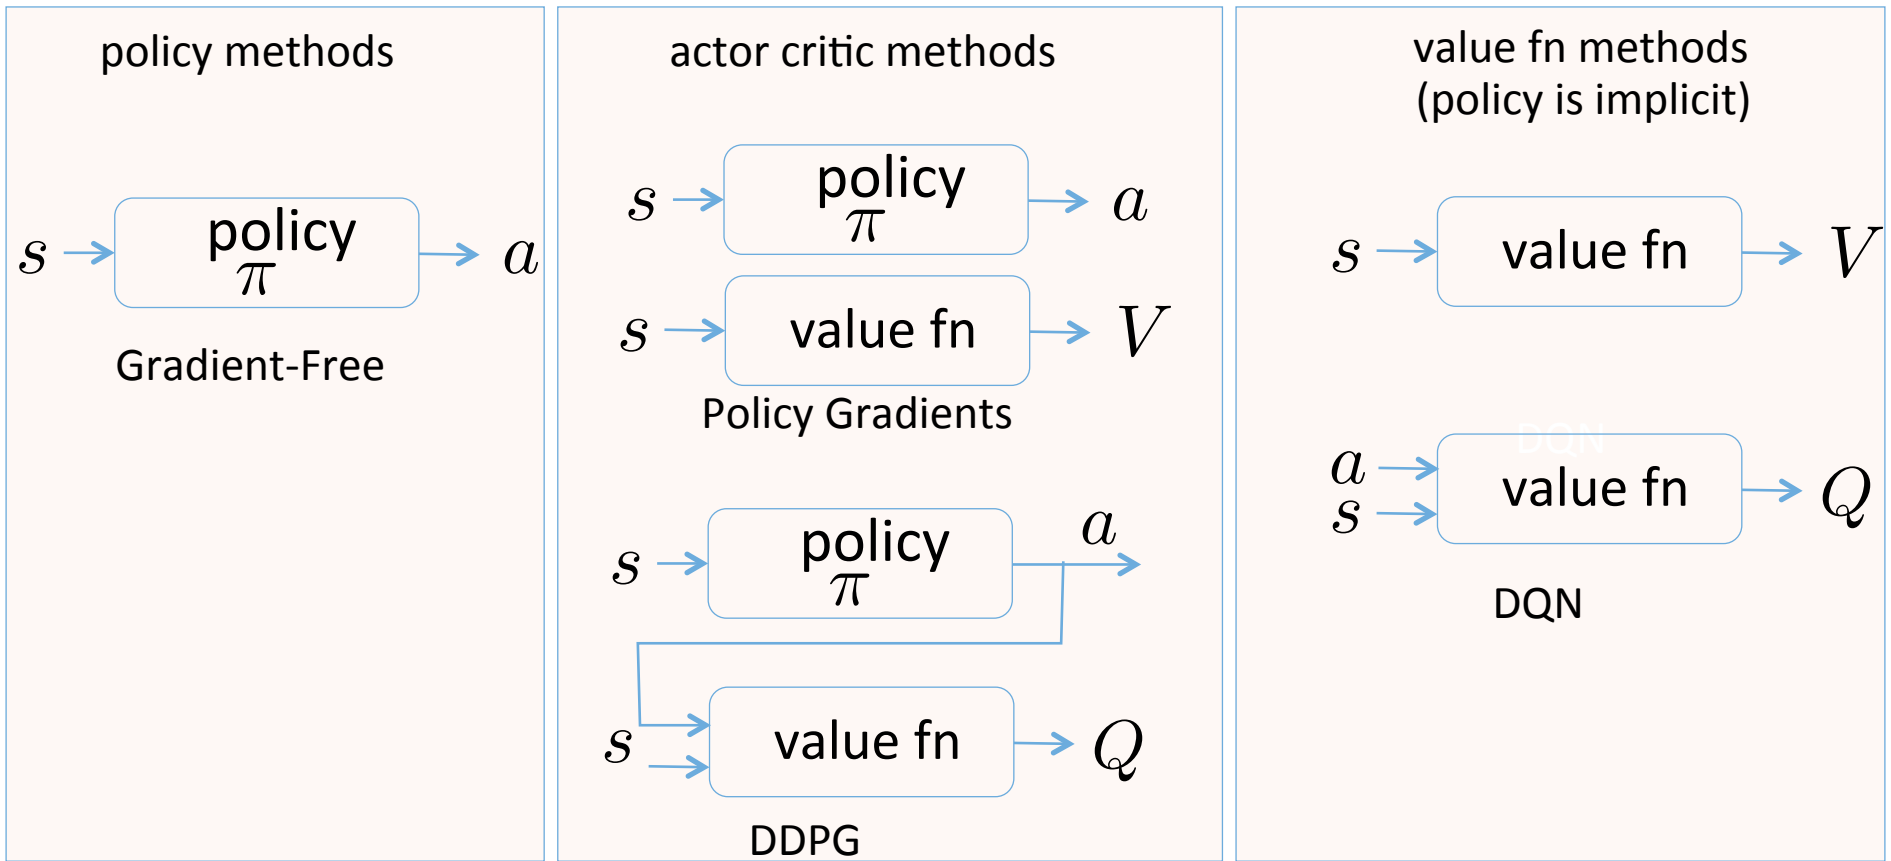 policy methods
s
policy
π
a
Gradient-Free
actor critic methods
s
policy
π
a
s
value fn
V
Policy Gradients
s
policy
π
a
s
value fn
Q
DDPG
value fn methods
(policy is implicit)
s
value fn
V
DQN
a
s
value fn
Q
DQN